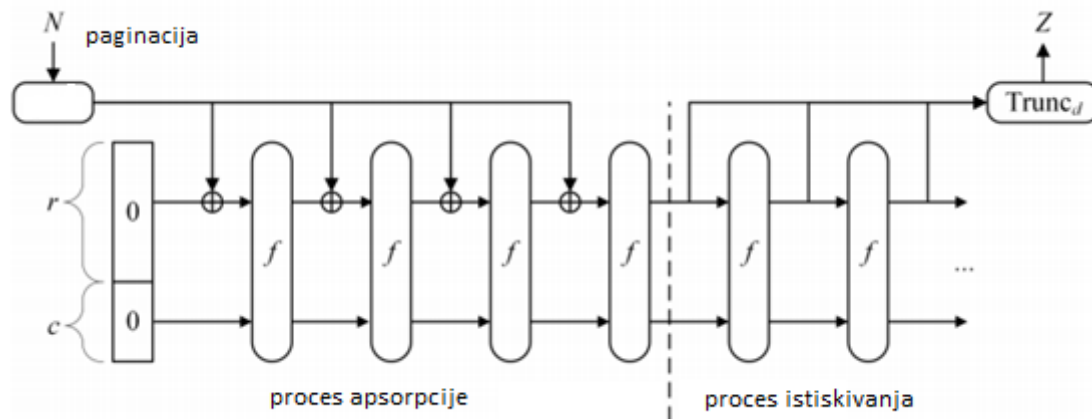 N
paginacija
Z
Trunc_d
r
0
f
f
f
f
f
f
...
c
0
proces apsorpcije
proces istiskivanja